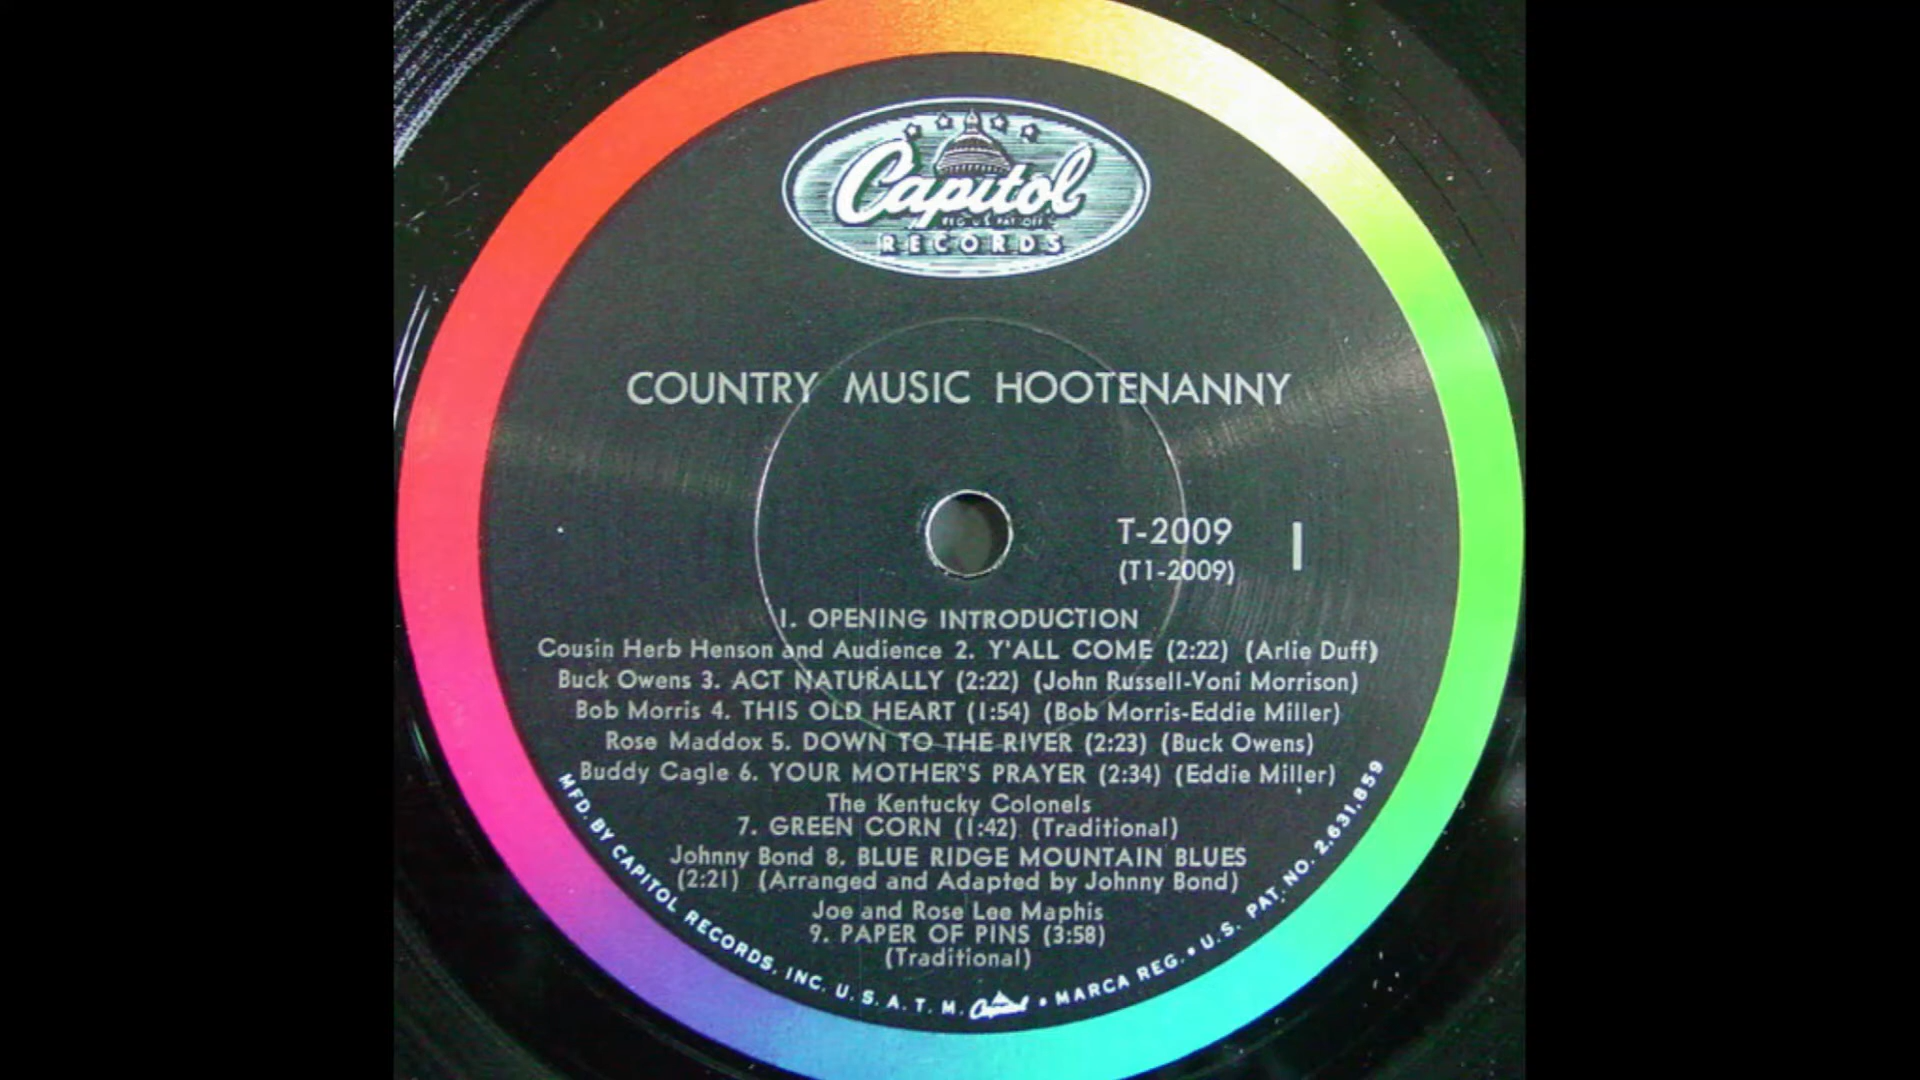 Capitol
REG. U.S. PAT. OFF.
RECORDS
COUNTRY MUSIC HOOTENANNY
T-2009
(T1-2009)
1
1. OPENING INTRODUCTION
Cousin Herb Henson and Audience 2. Y'ALL COME (2:22) (Arlie Duff)
Buck Owens 3. ACT NATURALLY (2:22) (John Russell-Voni Morrison)
Bob Morris 4. THIS OLD HEART (1:54) (Bob Morris-Eddie Miller)
Rose Maddox 5. DOWN TO THE RIVER (2:23) (Buck Owens)
Buddy Cagle 6. YOUR MOTHER'S PRAYER (2:34) (Eddie Miller)
The Kentucky Colonels
7. GREEN CORN (1:42) (Traditional)
Johnny Bond 8. BLUE RIDGE MOUNTAIN BLUES
(2:21) (Arranged and Adapted by Johnny Bond)
Joe and Rose Lee Maphis
9. PAPER OF PINS (3:58)
(Traditional)
MFD. BY CAPITOL RECORDS, INC. U.S.A. T.M. Capitol • MARCA REG. • U.S. PAT. NO. 2,631,859